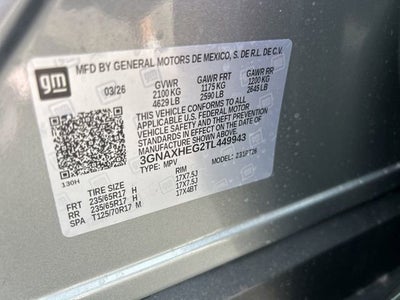 gm
MFD BY GENERAL MOTORS DE MEXICO, S. DE R.L. DE C.V.
03/26 GVWR GAWR FRT GAWR RR
2100 KG 1175 KG 1200 KG
4629 LB 2590 LB 2645 LB
THIS VEHICLE CONFORMS TO ALL APPLICABLE U.S.
FEDERAL MOTOR VEHICLE SAFETY, BUMPER,
AND THEFT PREVENTION STANDARDS IN EFFECT ON
THE DATE OF MANUFACTURE SHOWN ABOVE.
3GNAXHEG2TL449943
TYPE: MPV
130H
TIRE SIZE RIM
FRT 235/65R17 H 17X7.5J
RR 235/65R17 H 17X7.5J
SPA T125/70R17 M 17X4BT